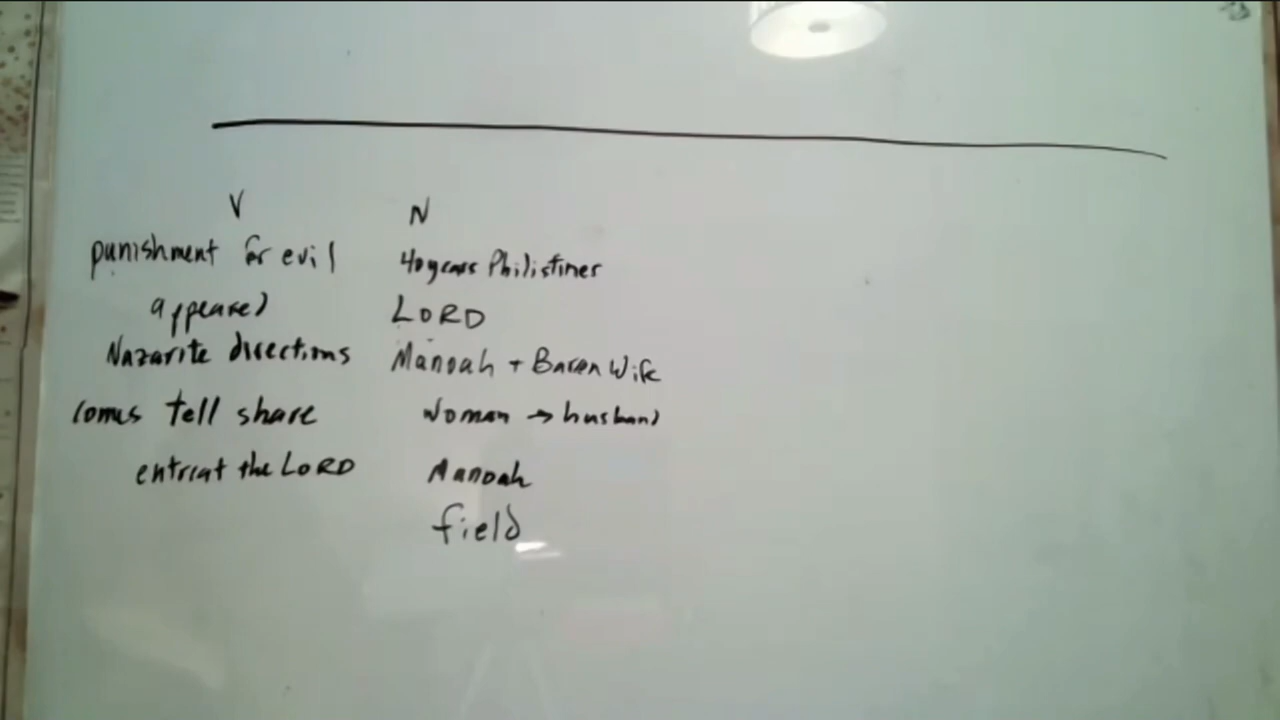 V N
punishment for evil 40 years Philistines
appeared LORD
Nazarite directions Manoah + Baren Wife
comes tell share woman → husband
entreat the LORD Manoah
field